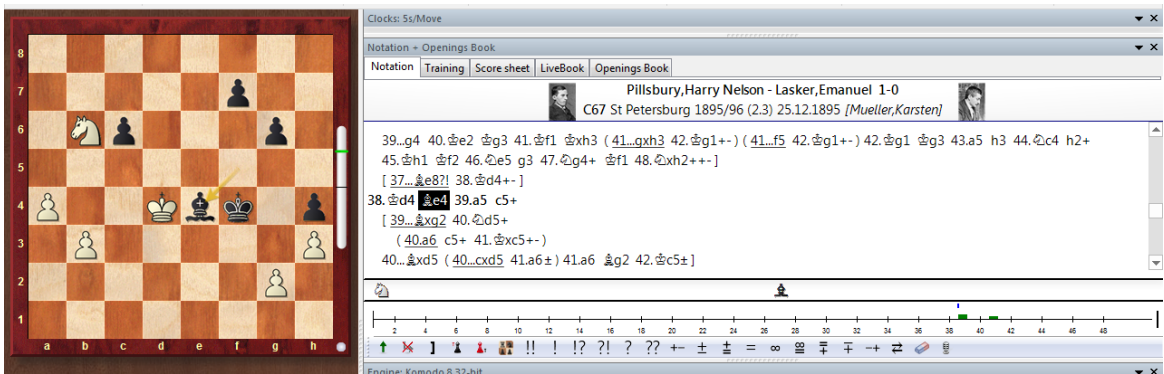 Clocks: 5s/Move
Notation + Openings Book
Notation Training Score sheet LiveBook Openings Book
Pillsbury,Harry Nelson - Lasker,Emanuel 1-0
C67 St Petersburg 1895/96 (2.3) 25.12.1895 [Mueller,Karsten]
39...g4 40.♔e2 ♔g3 41.♔f1 ♔xh3 ( 41...gxh3 42.♔g1+- ) ( 41...f5 42.♔g1+- ) 42.♔g1 ♔g3 43.a5 h3 44.♘c4 h2+
45.♔h1 ♔f2 46.♘e5 g3 47.♘g4+ ♔f1 48.♘xh2++- ]
[ 37...♗e8?! 38.♔d4+- ]
38.♔d4 ♗e4 39.a5 c5+
[ 39...♗xg2 40.♘d5+
( 40.a6 c5+ 41.♔xc5+- )
40...♗xd5 ( 40...cxd5 41.a6± ) 41.a6 ♗g2 42.♔c5± ]
8
7
6
5
4
3
2
1
a b c d e f g h
2 4 6 8 10 12 14 16 18 20 22 24 26 28 30 32 34 36 38 40 42 44 46 48
] !! ! !? ?! ? ?? +- ± ⩲ = ∞ ⯹ ⩱ ∓ -+ ⇄
Engine: Komodo 8 32-bit